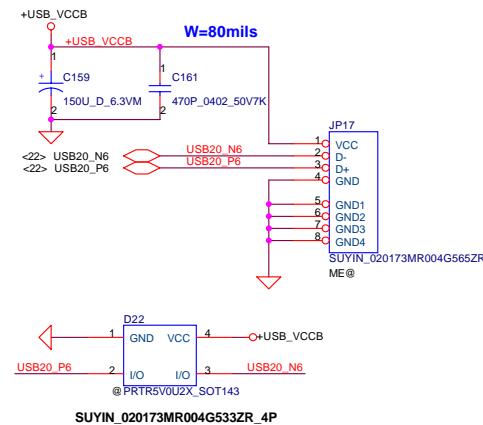 +USB_VCCB
W=80mils
+USB_VCCB
1
1
+
C159
C161
150U_D_6.3VM
470P_0402_50V7K
2
2
JP17
1
VCC
<22> USB20_N6
USB20_N6
2
D-
<22> USB20_P6
USB20_P6
3
D+
4
GND
5
GND1
6
GND2
7
GND3
8
GND4
SUYIN_020173MR004G565ZR
ME@
D22
1
GND
VCC
4
+USB_VCCB
USB20_P6
2
I/O
I/O
3
USB20_N6
@PRTR5V0U2X_SOT143
SUYIN_020173MR004G533ZR_4P